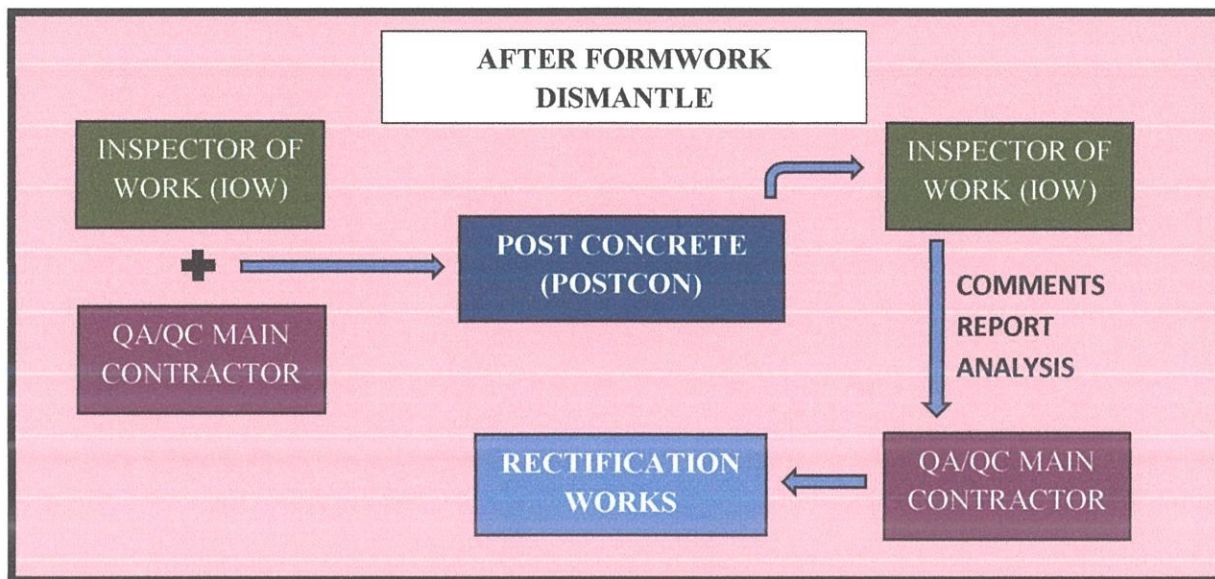 AFTER FORMWORK
DISMANTLE
INSPECTOR OF
WORK (IOW)
QA/QC MAIN
CONTRACTOR
POST CONCRETE
(POSTCON)
INSPECTOR OF
WORK (IOW)
COMMENTS
REPORT
ANALYSIS
QA/QC MAIN
CONTRACTOR
RECTIFICATION
WORKS